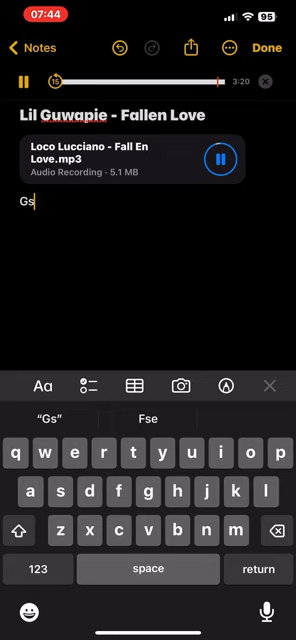 07:44
95
Notes
Done
15
3:20
Lil Guwapie - Fallen Love
Loco Lucciano - Fall En
Love.mp3
Audio Recording · 5.1 MB
Gs
Aa
“Gs” Fse
q w e r t y u i o p
a s d f g h j k l
z x c v b n m
123 space return